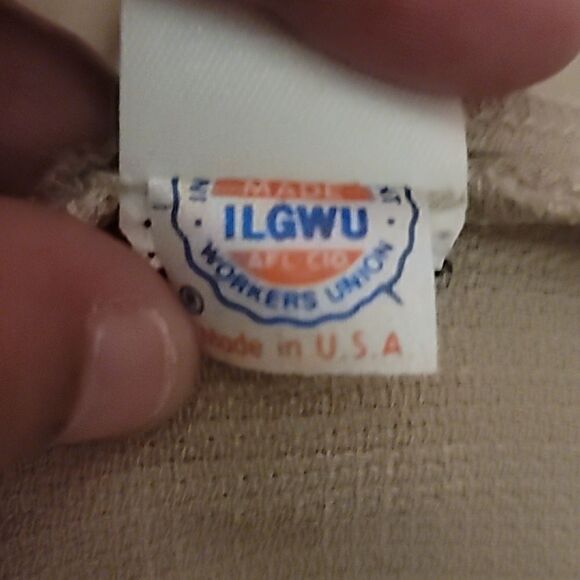 MADE
ILGWU
AFL CIO
WORKERS UNION
®
Made in U.S.A.